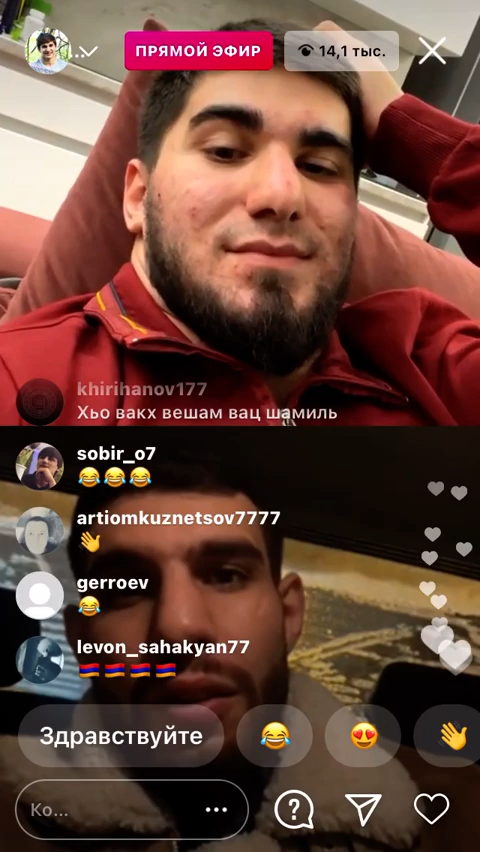 ...
ПРЯМОЙ ЭФИР
14,1 тыс.
khirihanov177
Хьо вакх вешам вац шамиль
sobir_o7
😂😂😂
artiomkuznetsov7777
👋
gerroev
😂
levon_sahakyan77
🇦🇲🇦🇲🇦🇲🇦🇲
Здравствуйте
😂 😍 👋
Ко...